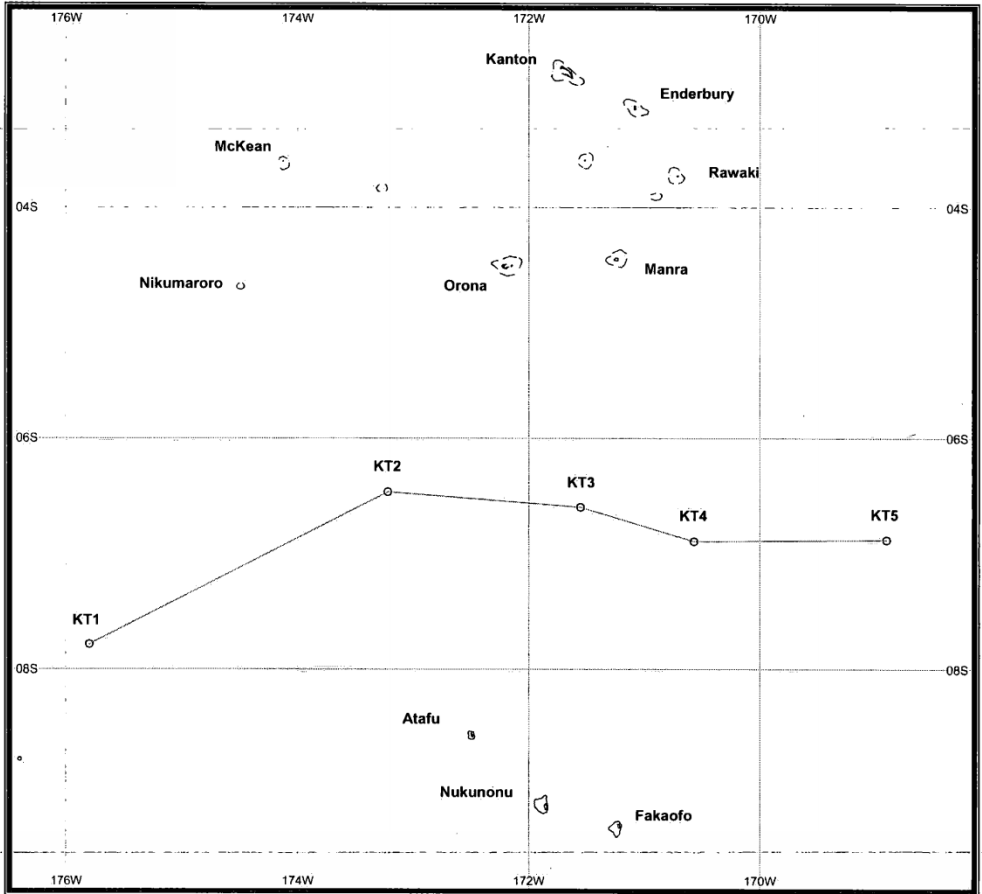 176W 174W 172W 170W
Kanton
Enderbury
McKean
Rawaki
04S 04S
Manra
Nikumaroro
Orona
06S 06S
KT2
KT3
KT4
KT5
KT1
08S 08S
Atafu
Nukunonu
Fakaofo
176W 174W 172W 170W